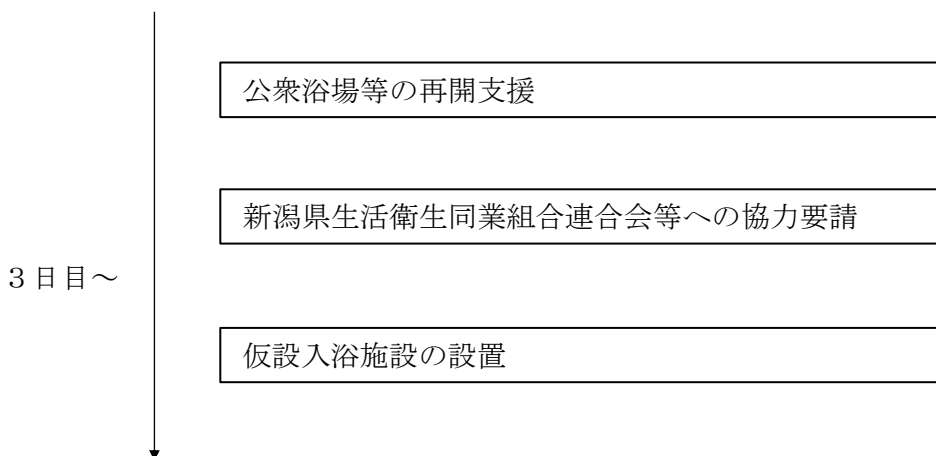 公衆浴場等の再開支援
新潟県生活衛生同業組合連合会等への協力要請
３日目～
仮設入浴施設の設置